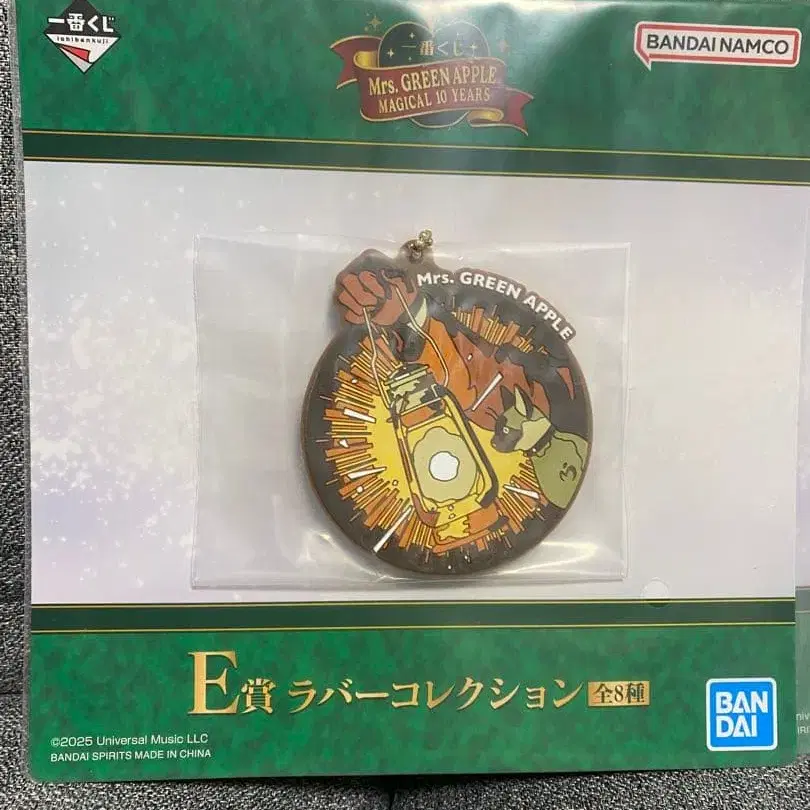 一番くじ
ichibankuji
一番くじ
Mrs. GREEN APPLE
MAGICAL 10 YEARS
BANDAI NAMCO
Mrs. GREEN APPLE
E賞 ラバーコレクション 全8種
©2025 Universal Music LLC
BANDAI SPIRITS MADE IN CHINA
BAN
DAI